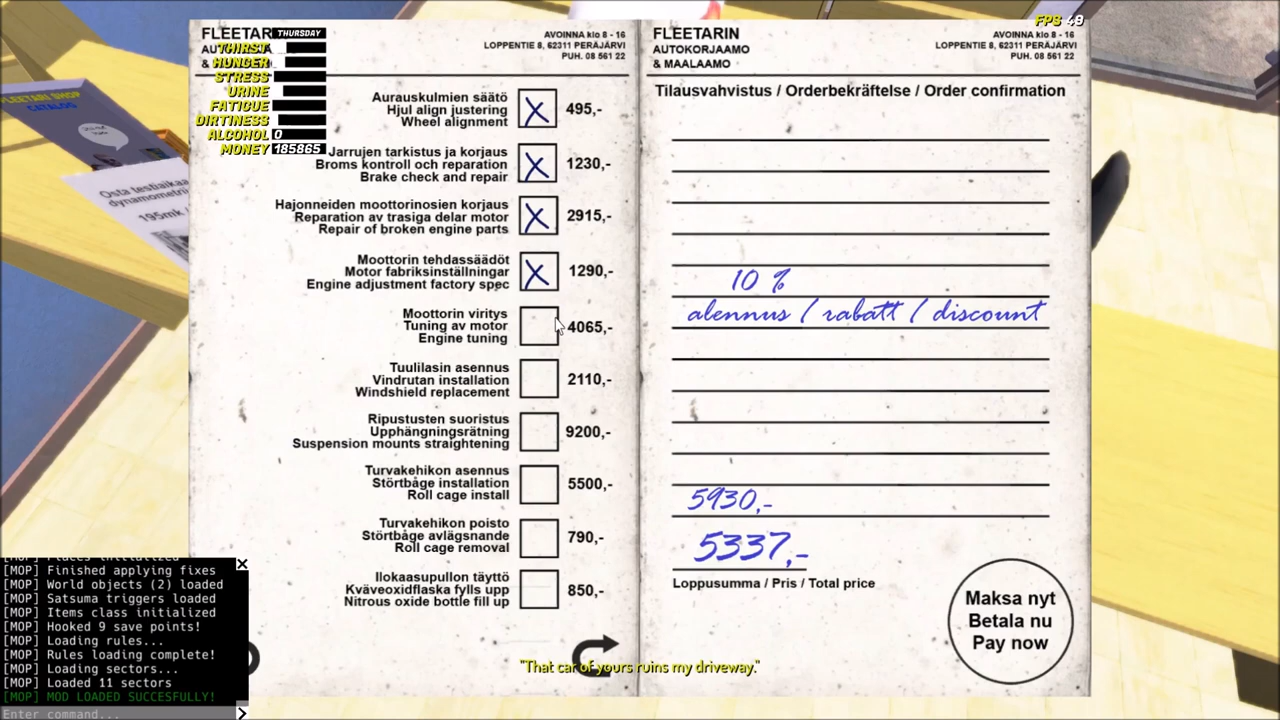 FPS 49
THURSDAY
THIRST
HUNGER
STRESS
URINE
FATIGUE
DIRTINESS
ALCOHOL 0
MONEY 185865
FLEETARI SHOP
CATALOG
Osta testiaikaa
dynamometri
195mk /
FLEETAR
AVOINNA klo 8 - 16
LOPPENTIE 8, 62311 PERÄJÄRVI
PUH. 08 561 22
Aurauskulmien säätö
Hjul align justering
Wheel alignment
495,-
Jarrujen tarkistus ja korjaus
Broms kontroll och reparation
Brake check and repair
1230,-
Hajonneiden moottorinosien korjaus
Reparation av trasiga delar motor
Repair of broken engine parts
2915,-
Moottorin tehdassäädöt
Motor fabriksinställningar
Engine adjustment factory spec
1290,-
Moottorin viritys
Tuning av motor
Engine tuning
4065,-
Tuulilasin asennus
Vindrutan installation
Windshield replacement
2110,-
Ripustusten suoristus
Upphängningsrätning
Suspension mounts straightening
9200,-
Turvakehikon asennus
Störtbåge installation
Roll cage install
5500,-
Turvakehikon poisto
Störtbåge avlägsnande
Roll cage removal
790,-
Ilokaasupullon täyttö
Kväveoxidflaska fylls upp
Nitrous oxide bottle fill up
850,-
FLEETARIN
AUTOKORJAAMO
& MAALAAMO
AVOINNA klo 8 - 16
LOPPENTIE 8, 62311 PERÄJÄRVI
PUH. 08 561 22
Tilausvahvistus / Orderbekräftelse / Order confirmation
10 %
alennus / rabatt / discount
5930,-
5337,-
Loppusumma / Pris / Total price
Maksa nyt
Betala nu
Pay now
"That car of yours ruins my driveway."
[MOP] Finished applying fixes
[MOP] World objects (2) loaded
[MOP] Satsuma triggers loaded
[MOP] Items class initialized
[MOP] Hooked 9 save points!
[MOP] Loading rules...
[MOP] Rules loading complete!
[MOP] Loading sectors...
[MOP] Loaded 11 sectors
[MOP] MOD LOADED SUCCESFULLY!
Enter command...